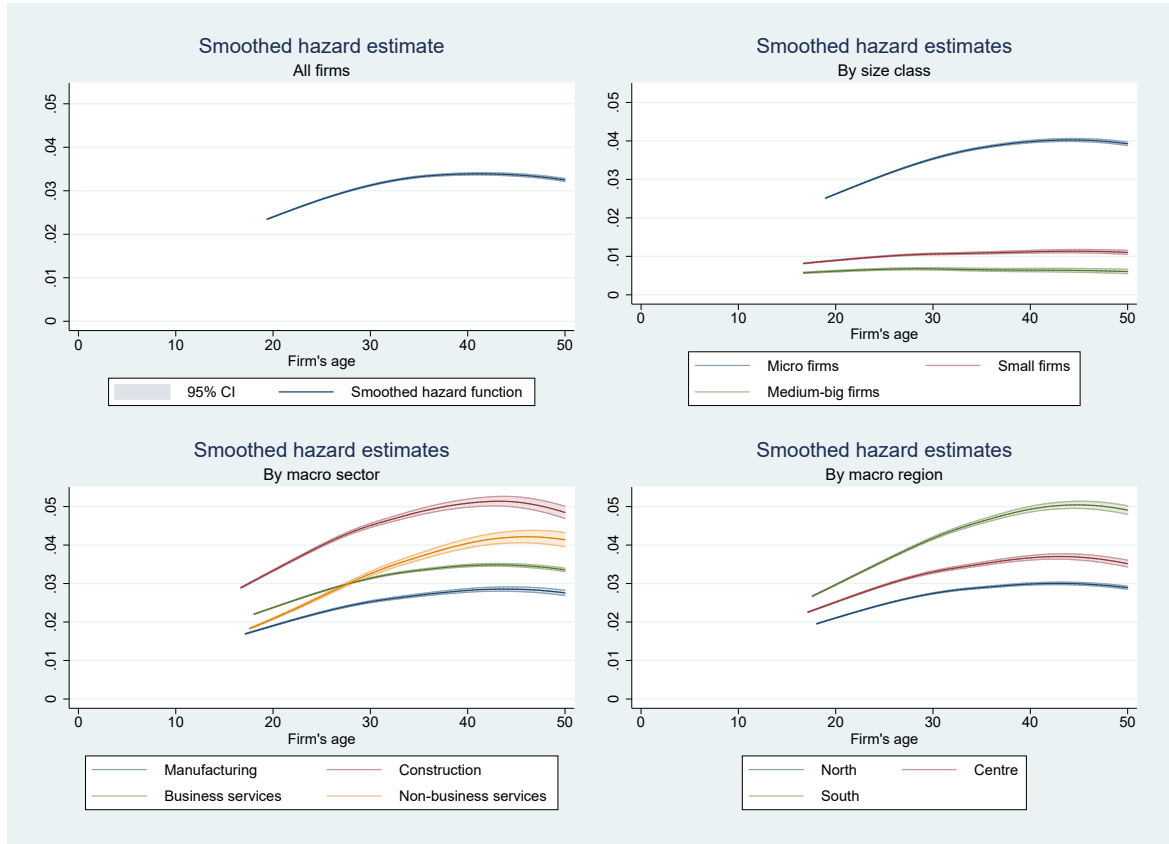 Smoothed hazard estimate
All firms
.05
.04
.03
.02
.01
0
0 10 20 30 40 50
Firm's age
95% CI Smoothed hazard function
Smoothed hazard estimates
By size class
.05
.04
.03
.02
.01
0
0 10 20 30 40 50
Firm's age
Micro firms Small firms
Medium-big firms
Smoothed hazard estimates
By macro sector
.05
.04
.03
.02
.01
0
0 10 20 30 40 50
Firm's age
Manufacturing Construction
Business services Non-business services
Smoothed hazard estimates
By macro region
.05
.04
.03
.02
.01
0
0 10 20 30 40 50
Firm's age
North Centre
South